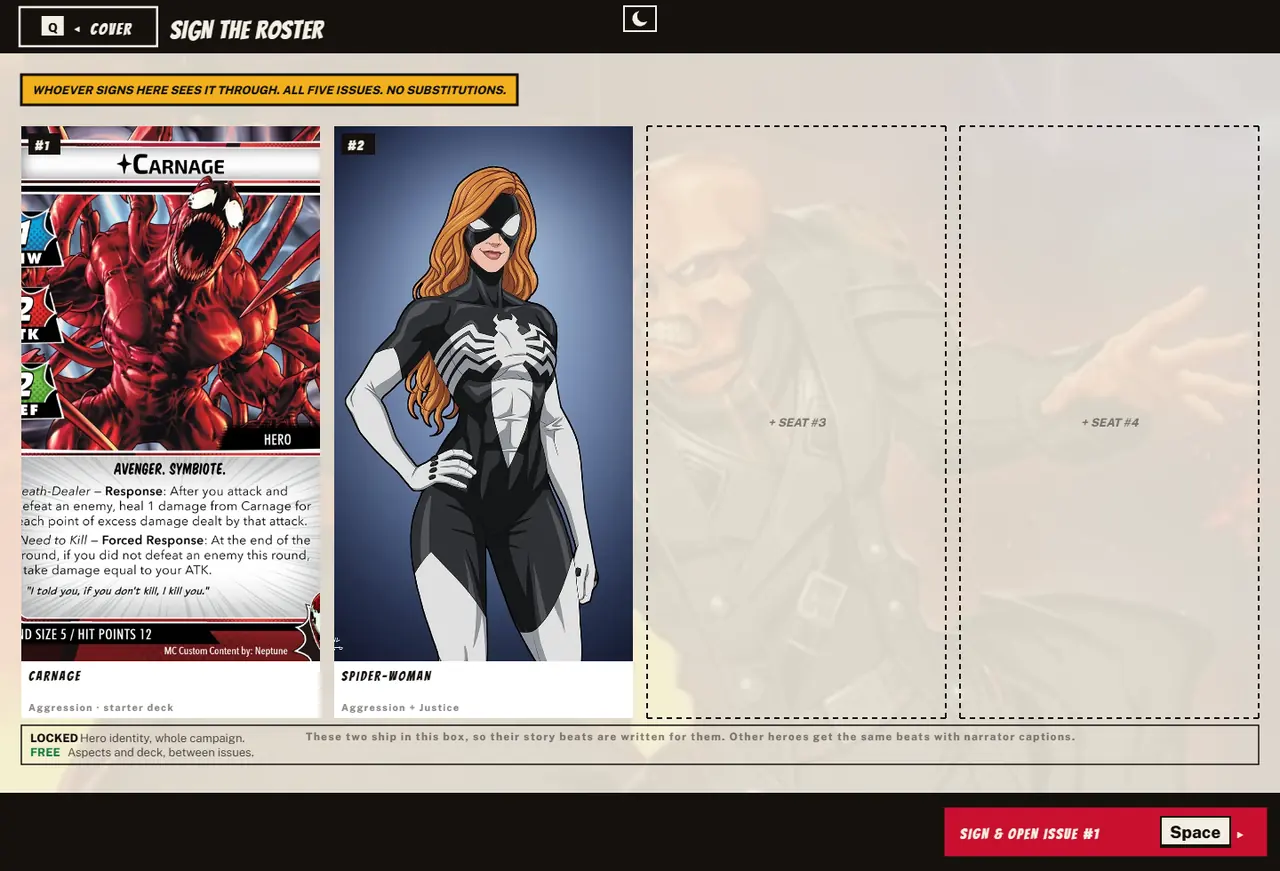 Q ◂ COVER
SIGN THE ROSTER
WHOEVER SIGNS HERE SEES IT THROUGH. ALL FIVE ISSUES. NO SUBSTITUTIONS.
#1
CARNAGE
1
2
2
EF
HERO
AVENGER. SYMBIOTE.
eath-Dealer – Response: After you attack and
efeat an enemy, heal 1 damage from Carnage for
each point of excess damage dealt by that attack.
Need to Kill – Forced Response: At the end of the
round, if you did not defeat an enemy this round,
take damage equal to your ATK.
"I told you, if you don't kill, I kill you."
ND SIZE 5 / HIT POINTS 12
MC Custom Content by: Neptune
CARNAGE
Aggression · starter deck
#2
SPIDER-WOMAN
Aggression + Justice
+ SEAT #3
+ SEAT #4
LOCKED Hero identity, whole campaign.
FREE Aspects and deck, between issues.
These two ship in this box, so their story beats are written for them. Other heroes get the same beats with narrator captions.
SIGN & OPEN ISSUE #1 Space ▸